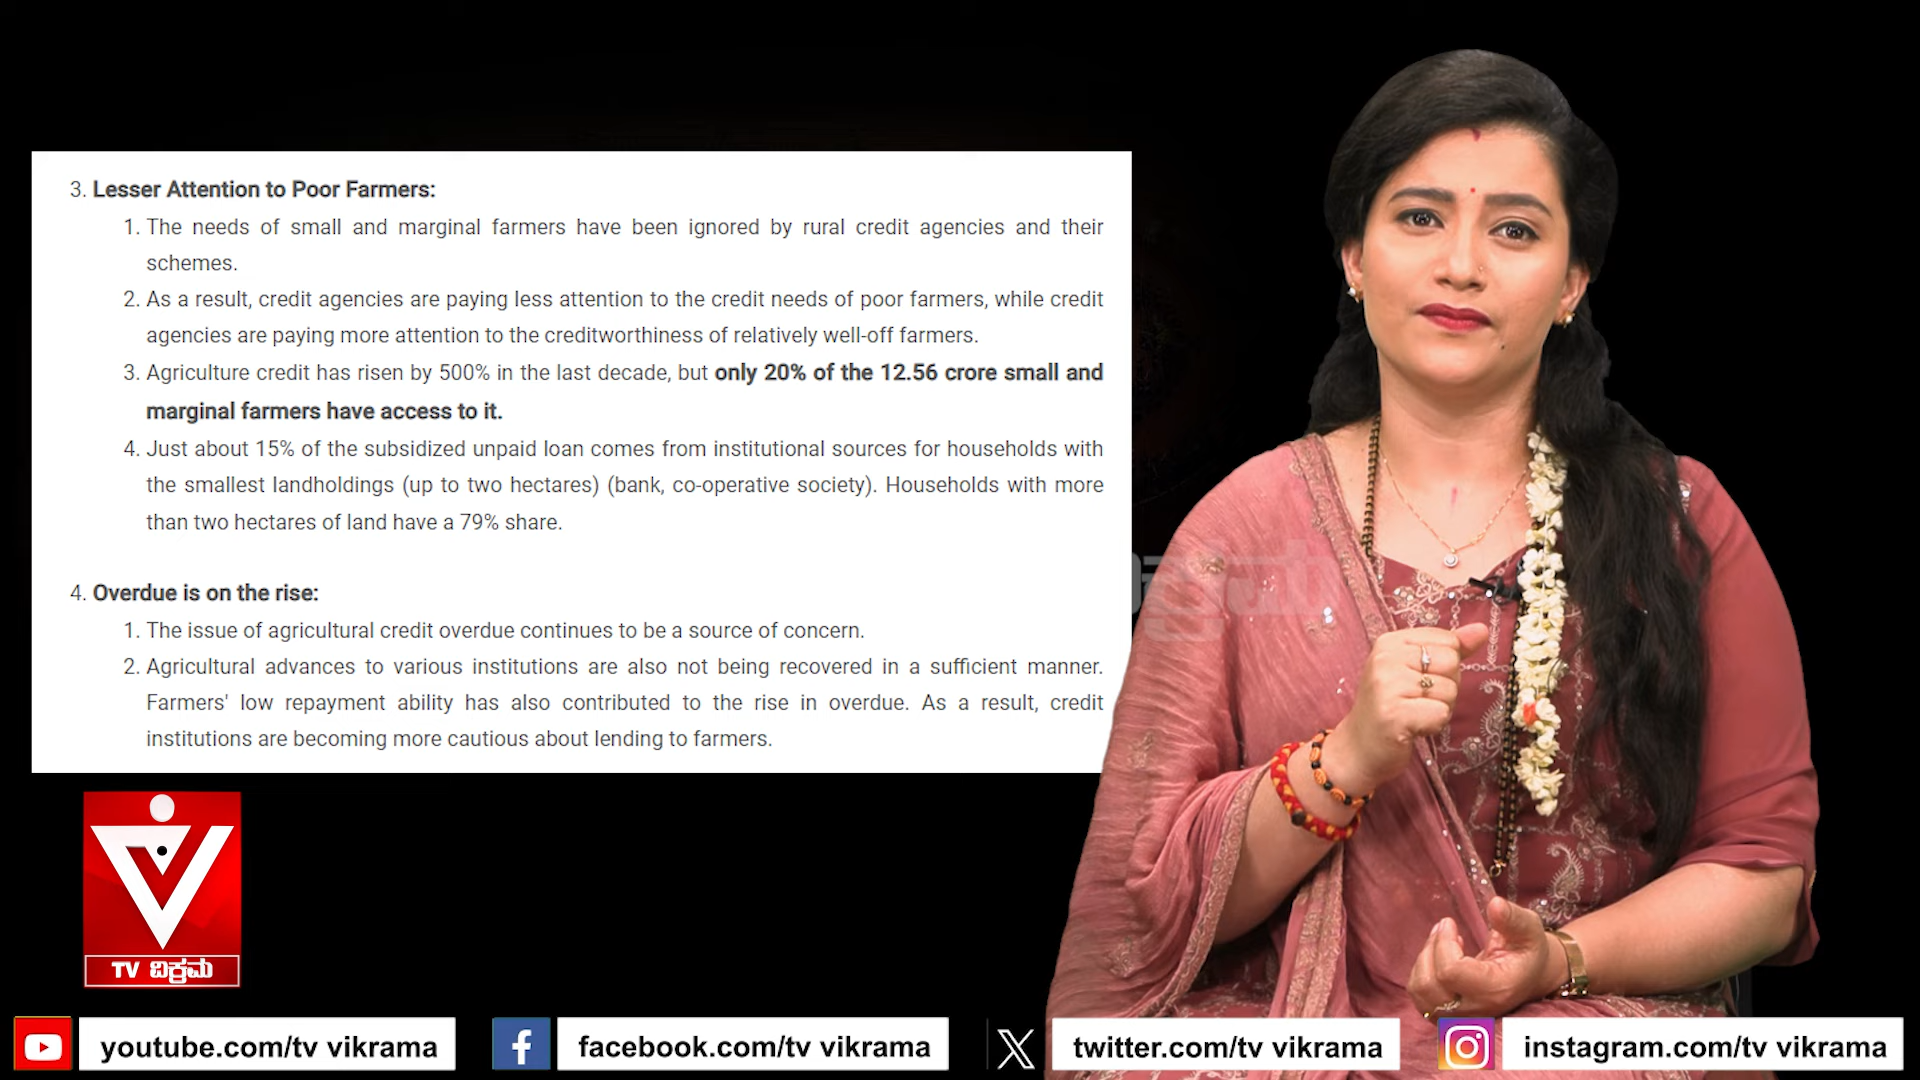 3. Lesser Attention to Poor Farmers:
1. The needs of small and marginal farmers have been ignored by rural credit agencies and their
schemes.
2. As a result, credit agencies are paying less attention to the credit needs of poor farmers, while credit
agencies are paying more attention to the creditworthiness of relatively well-off farmers.
3. Agriculture credit has risen by 500% in the last decade, but only 20% of the 12.56 crore small and
marginal farmers have access to it.
4. Just about 15% of the subsidized unpaid loan comes from institutional sources for households with
the smallest landholdings (up to two hectares) (bank, co-operative society). Households with more
than two hectares of land have a 79% share.
4. Overdue is on the rise:
1. The issue of agricultural credit overdue continues to be a source of concern.
2. Agricultural advances to various institutions are also not being recovered in a sufficient manner.
Farmers' low repayment ability has also contributed to the rise in overdue. As a result, credit
institutions are becoming more cautious about lending to farmers.
TV ವಿಕ್ರಮ
youtube.com/tv vikrama
facebook.com/tv vikrama
twitter.com/tv vikrama
instagram.com/tv vikrama